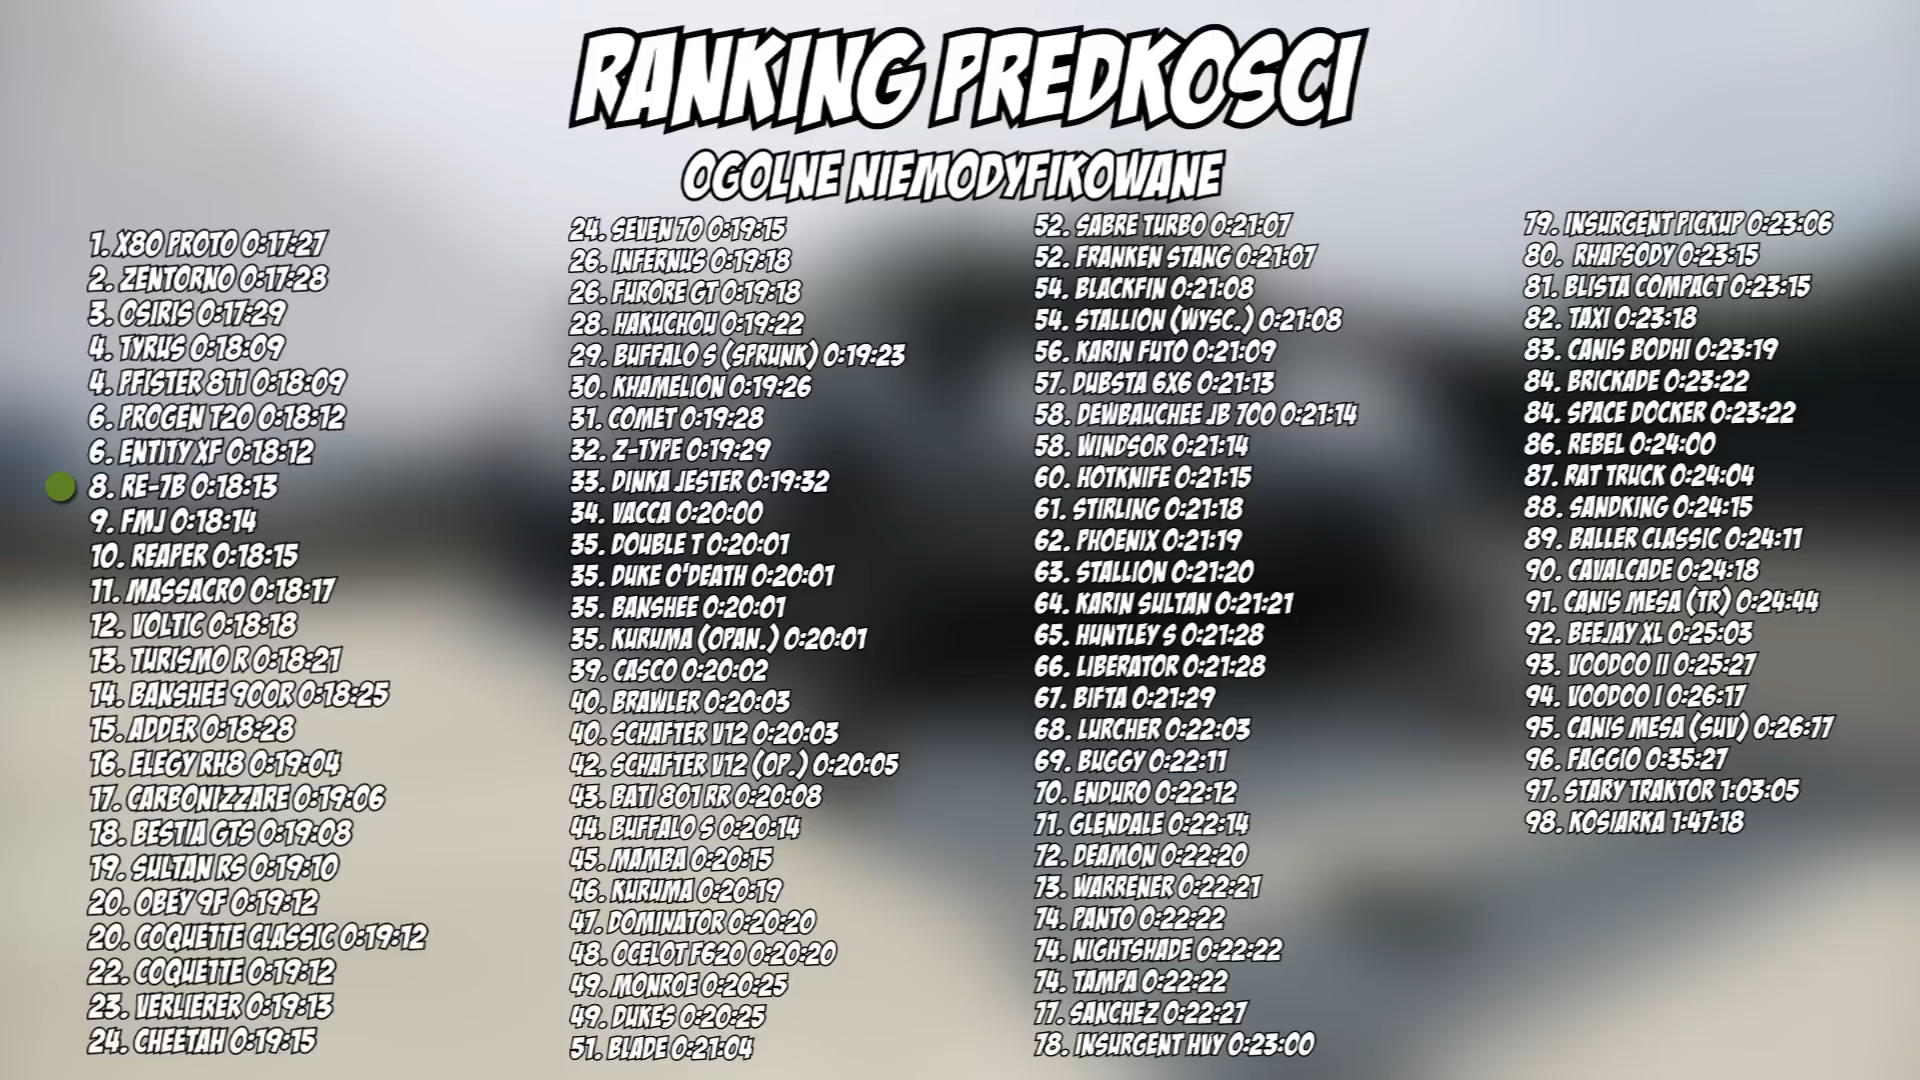 RANKING PREDKOSCI
OGOLNE NIEMODYFIKOWANE
1. X80 PROTO 0:17:27
2. ZENTORNO 0:17:28
3. OSIRIS 0:17:29
4. TYRUS 0:18:09
4. PFISTER 811 0:18:09
6. PROGEN T20 0:18:12
6. ENTITY XF 0:18:12
8. RE-7B 0:18:13
9. FMJ 0:18:14
10. REAPER 0:18:15
11. MASSACRO 0:18:17
12. VOLTIC 0:18:18
13. TURISMO R 0:18:21
14. BANSHEE 900R 0:18:25
15. ADDER 0:18:28
16. ELEGY RH8 0:19:04
17. CARBONIZZARE 0:19:06
18. BESTIA GTS 0:19:08
19. SULTAN RS 0:19:10
20. OBEY 9F 0:19:12
20. COQUETTE CLASSIC 0:19:12
22. COQUETTE 0:19:12
23. VERLIERER 0:19:13
24. CHEETAH 0:19:15
24. SEVEN 70 0:19:15
26. INFERNUS 0:19:18
26. FURORE GT 0:19:18
28. HAKUCHOU 0:19:22
29. BUFFALO S (SPRUNK) 0:19:23
30. KHAMELION 0:19:26
31. COMET 0:19:28
32. Z-TYPE 0:19:29
33. DINKA JESTER 0:19:32
34. VACCA 0:20:00
35. DOUBLE T 0:20:01
35. DUKE O'DEATH 0:20:01
35. BANSHEE 0:20:01
35. KURUMA (OPAN.) 0:20:01
39. CASCO 0:20:02
40. BRAWLER 0:20:03
40. SCHAFTER V12 0:20:03
42. SCHAFTER V12 (OP.) 0:20:05
43. BATI 801 RR 0:20:08
44. BUFFALO S 0:20:14
45. MAMBA 0:20:15
46. KURUMA 0:20:19
47. DOMINATOR 0:20:20
48. OCELOT F620 0:20:20
49. MONROE 0:20:25
49. DUKES 0:20:25
51. BLADE 0:21:04
52. SABRE TURBO 0:21:07
52. FRANKEN STANG 0:21:07
54. BLACKFIN 0:21:08
54. STALLION (WYSC.) 0:21:08
56. KARIN FUTO 0:21:09
57. DUBSTA 6X6 0:21:13
58. DEWBAUCHEE JB 700 0:21:14
58. WINDSOR 0:21:14
60. HOTKNIFE 0:21:15
61. STIRLING 0:21:18
62. PHOENIX 0:21:19
63. STALLION 0:21:20
64. KARIN SULTAN 0:21:21
65. HUNTLEY S 0:21:28
66. LIBERATOR 0:21:28
67. BIFTA 0:21:29
68. LURCHER 0:22:03
69. BUGGY 0:22:11
70. ENDURO 0:22:12
71. GLENDALE 0:22:14
72. DEAMON 0:22:20
73. WARRENER 0:22:21
74. PANTO 0:22:22
74. NIGHTSHADE 0:22:22
74. TAMPA 0:22:22
77. SANCHEZ 0:22:27
78. INSURGENT HVY 0:23:00
79. INSURGENT PICKUP 0:23:06
80. RHAPSODY 0:23:15
81. BLISTA COMPACT 0:23:15
82. TAXI 0:23:18
83. CANIS BODHI 0:23:19
84. BRICKADE 0:23:22
84. SPACE DOCKER 0:23:22
86. REBEL 0:24:00
87. RAT TRUCK 0:24:04
88. SANDKING 0:24:15
89. BALLER CLASSIC 0:24:11
90. CAVALCADE 0:24:18
91. CANIS MESA (TR) 0:24:44
92. BEEJAY XL 0:25:03
93. VOODOO II 0:25:27
94. VOODOO I 0:26:17
95. CANIS MESA (SUV) 0:26:17
96. FAGGIO 0:35:27
97. STARY TRAKTOR 1:03:05
98. KOSIARKA 1:47:18